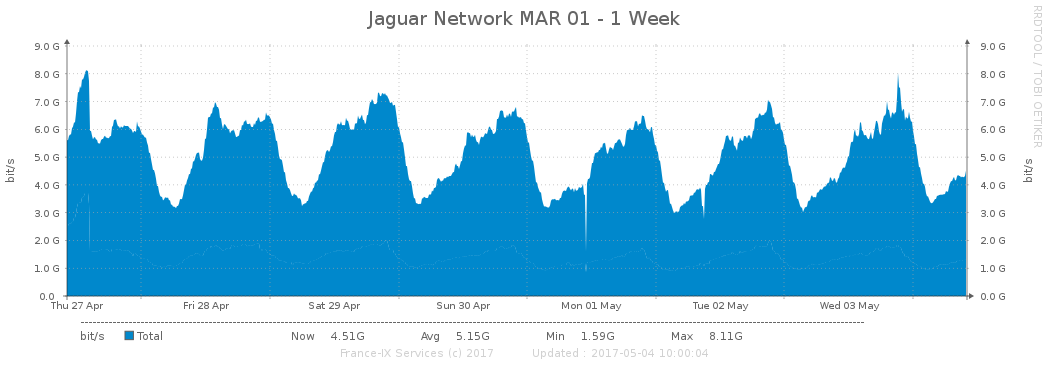 Jaguar Network MAR 01 - 1 Week
RRDTOOL / TOBI OETIKER
bit/s
9.0 G 9.0 G
8.0 G 8.0 G
7.0 G 7.0 G
6.0 G 6.0 G
5.0 G 5.0 G
4.0 G 4.0 G
3.0 G 3.0 G
2.0 G 2.0 G
1.0 G 1.0 G
0.0 0.0 G
bit/s
Thu 27 Apr Fri 28 Apr Sat 29 Apr Sun 30 Apr Mon 01 May Tue 02 May Wed 03 May
bit/s Total Now 4.51G Avg 5.15G Min 1.59G Max 8.11G
France-IX Services (c) 2017 Updated : 2017-05-04 10:00:04